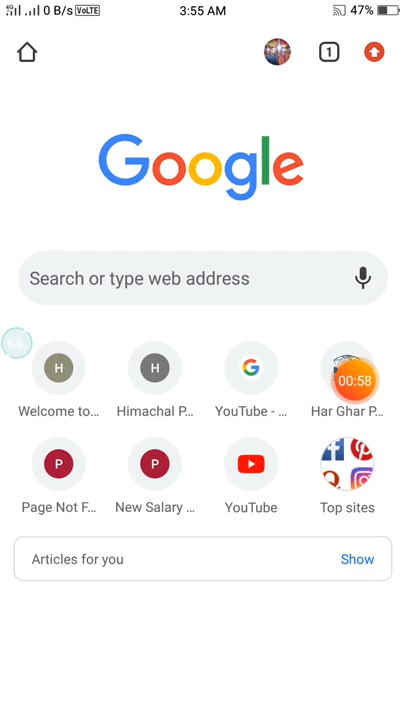 4G 0 B/s VoLTE 3:55 AM 47%
1
Google
Search or type web address
64%
H H G 00:58
Welcome to... Himachal P... YouTube - ... Har Ghar P...
P P
Page Not F... New Salary ... YouTube Top sites
Articles for you Show